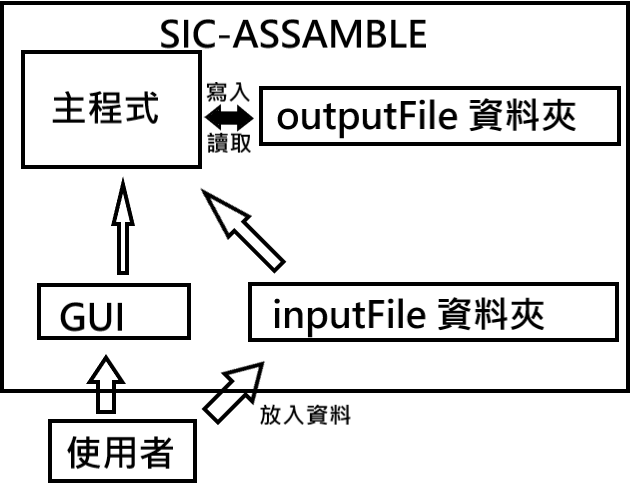 SIC-ASSAMBLE
主程式
寫入
讀取
outputFile 資料夾
GUI
inputFile 資料夾
放入資料
使用者